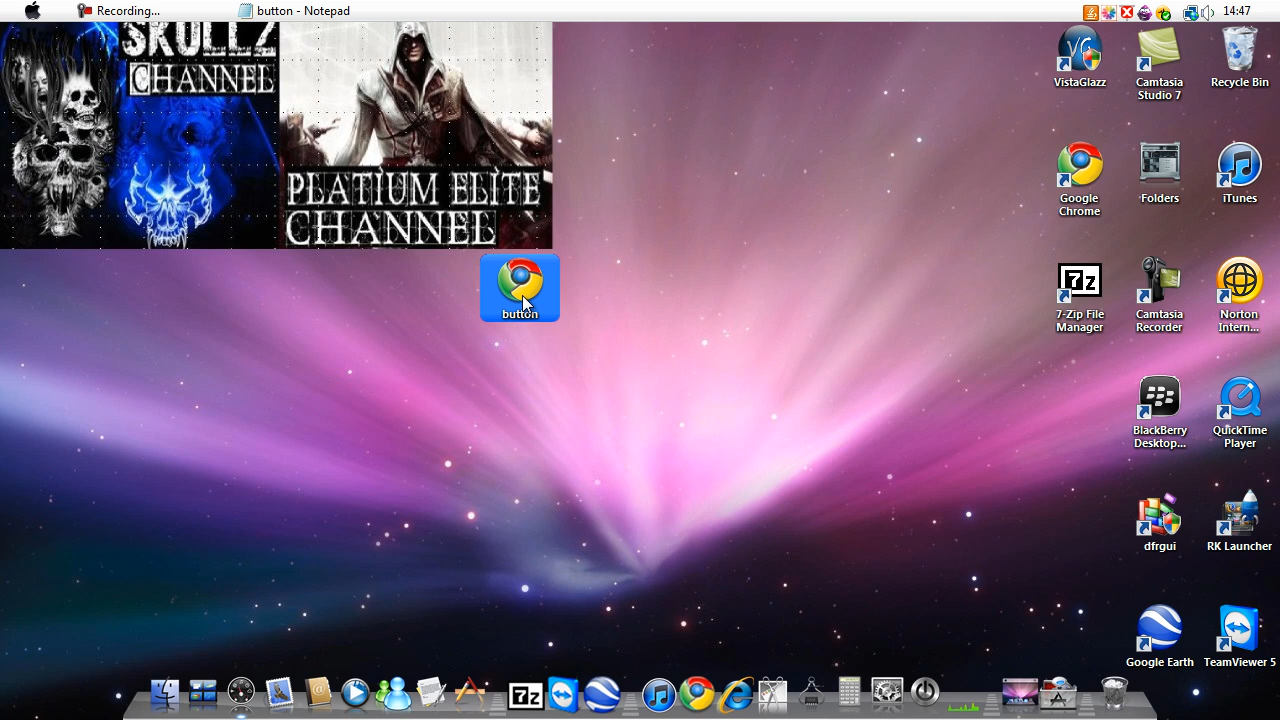 Recording...
button - Notepad
14:47
SKULLZ
CHANNEL
PLATIUM ELITE
CHANNEL
button
VistaGlazz
Camtasia
Studio 7
Recycle Bin
Google
Chrome
Folders
iTunes
7-Zip File
Manager
Camtasia
Recorder
Norton
Intern...
BlackBerry
Desktop...
QuickTime
Player
dfrgui
RK Launcher
Google Earth
TeamViewer 5
7z